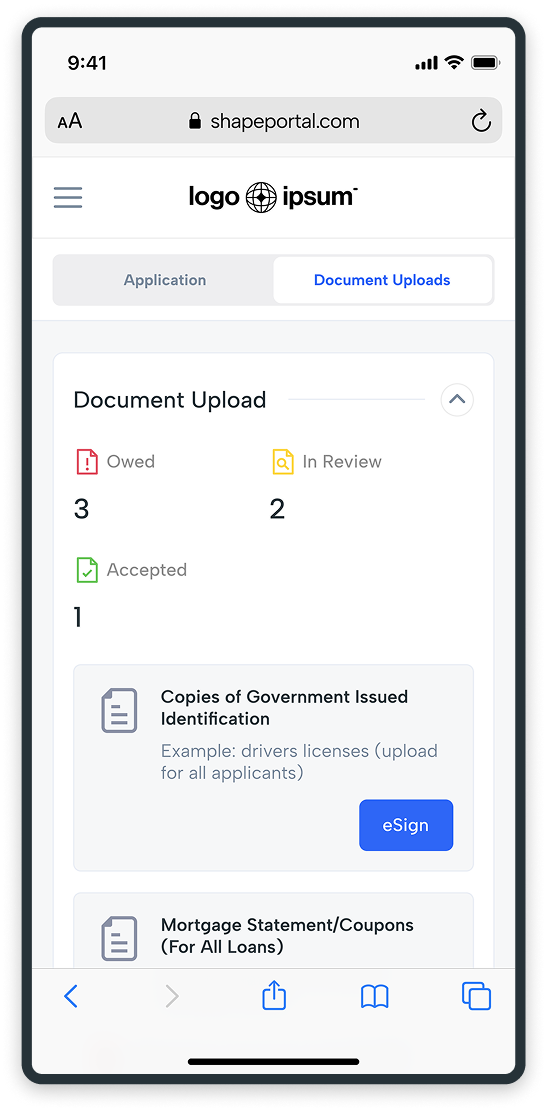 9:41
AA shapeportal.com
logo ipsum
Application Document Uploads
Document Upload
Owed In Review
3 2
Accepted
1
Copies of Government Issued
Identification
Example: drivers licenses (upload
for all applicants)
eSign
Mortgage Statement/Coupons
(For All Loans)